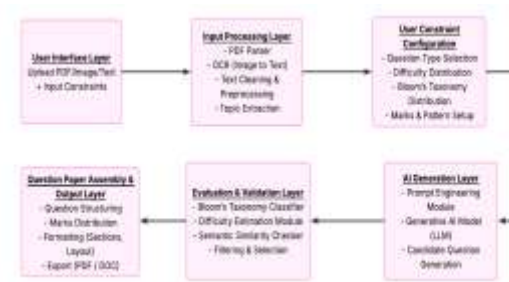 User Interface Layer
Upload PDF/Image/Text
+ Input Constraints
Input Processing Layer
- PDF Parser
- OCR (Image to Text)
- Text Cleaning &
Preprocessing
- Topic Extraction
User Constraint
Configuration
- Question Type Selection
- Difficulty Distribution
- Bloom's Taxonomy
Distribution
- Marks & Pattern Setup
Question Paper Assembly &
Output Layer
- Question Structuring
- Marks Distribution
- Formatting (Sections,
Layout)
- Export (PDF / DOC)
Evaluation & Validation Layer
- Bloom's Taxonomy Classifier
- Difficulty Estimation Module
- Semantic Similarity Checker
- Filtering & Selection
AI Generation Layer
- Prompt Engineering
Module
- Generative AI Model
(LLM)
- Candidate Question
Generation